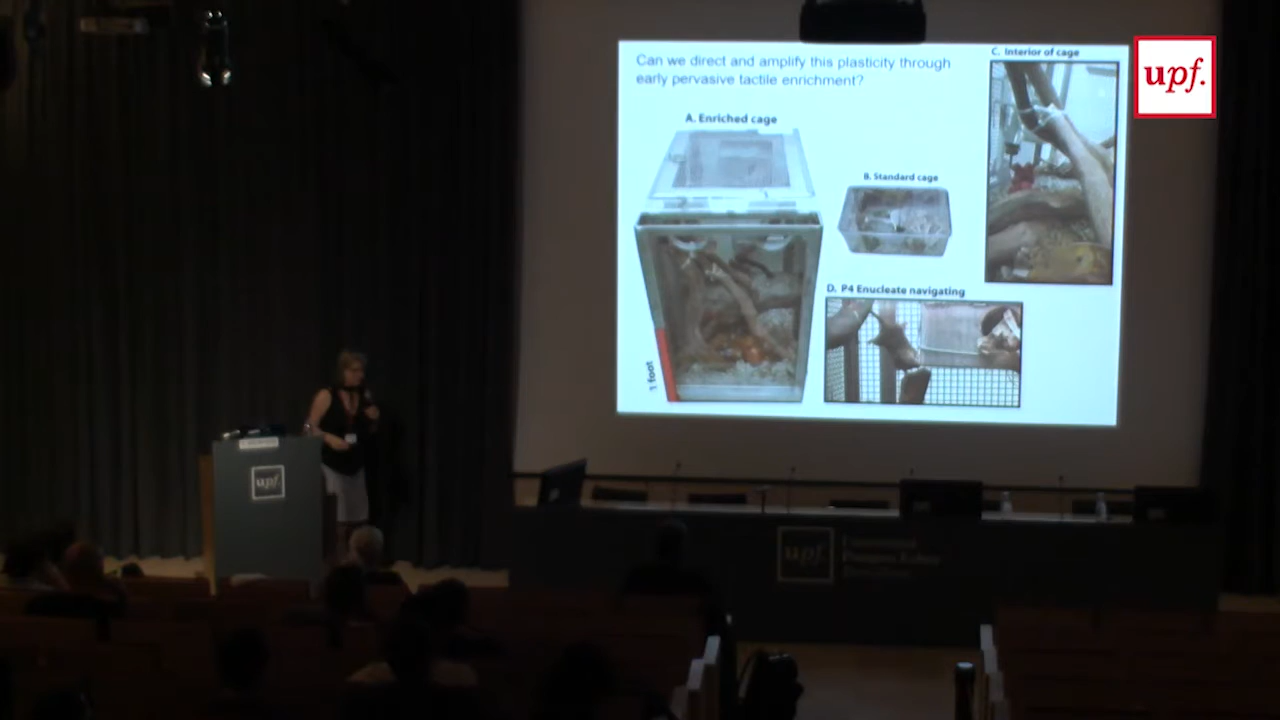 Can we direct and amplify this plasticity through
early pervasive tactile enrichment?
A. Enriched cage
B. Standard cage
C. Interior of cage
D. P4 Enucleate navigating
1 foot
upf.
upf.
upf.